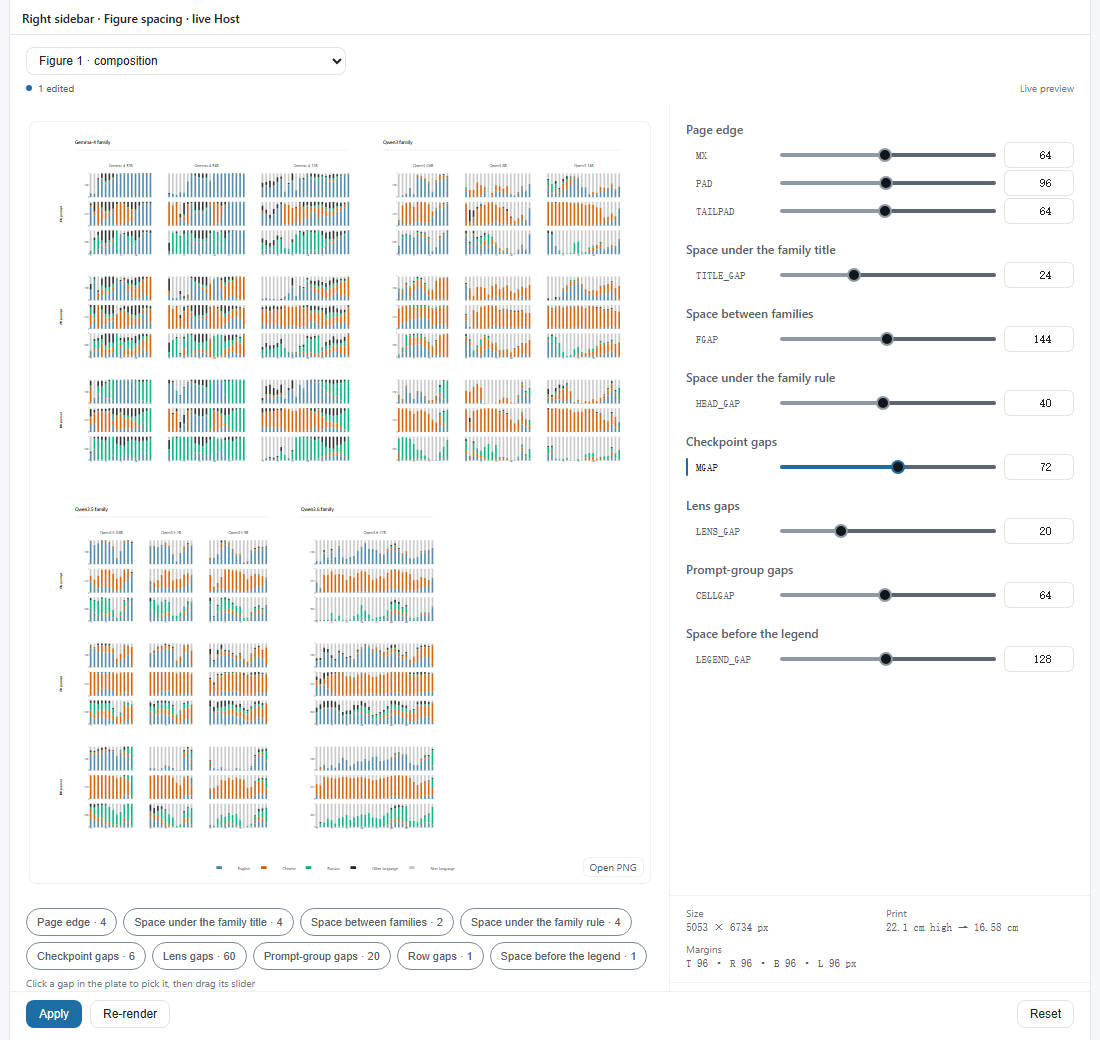 Right sidebar · Figure spacing · live Host
Figure 1 · composition
1 edited
Live preview
Gemma-4 family
Qwen3 family
Qwen3.5 family
Qwen3.6 family
English
Chinese
Russian
Other language
Non-language
Open PNG
Page edge · 4
Space under the family title · 4
Space between families · 2
Space under the family rule · 4
Checkpoint gaps · 6
Lens gaps · 60
Prompt-group gaps · 20
Row gaps · 1
Space before the legend · 1
Click a gap in the plate to pick it, then drag its slider
Page edge
MX 64
PAD 96
TAILPAD 64
Space under the family title
TITLE_GAP 24
Space between families
FGAP 144
Space under the family rule
HEAD_GAP 40
Checkpoint gaps
MGAP 72
Lens gaps
LENS_GAP 20
Prompt-group gaps
CELLGAP 64
Space before the legend
LEGEND_GAP 128
Size
5053 × 6734 px
Print
22.1 cm high → 16.58 cm
Margins
T 96 • R 96 • B 96 • L 96 px
Apply
Re-render
Reset